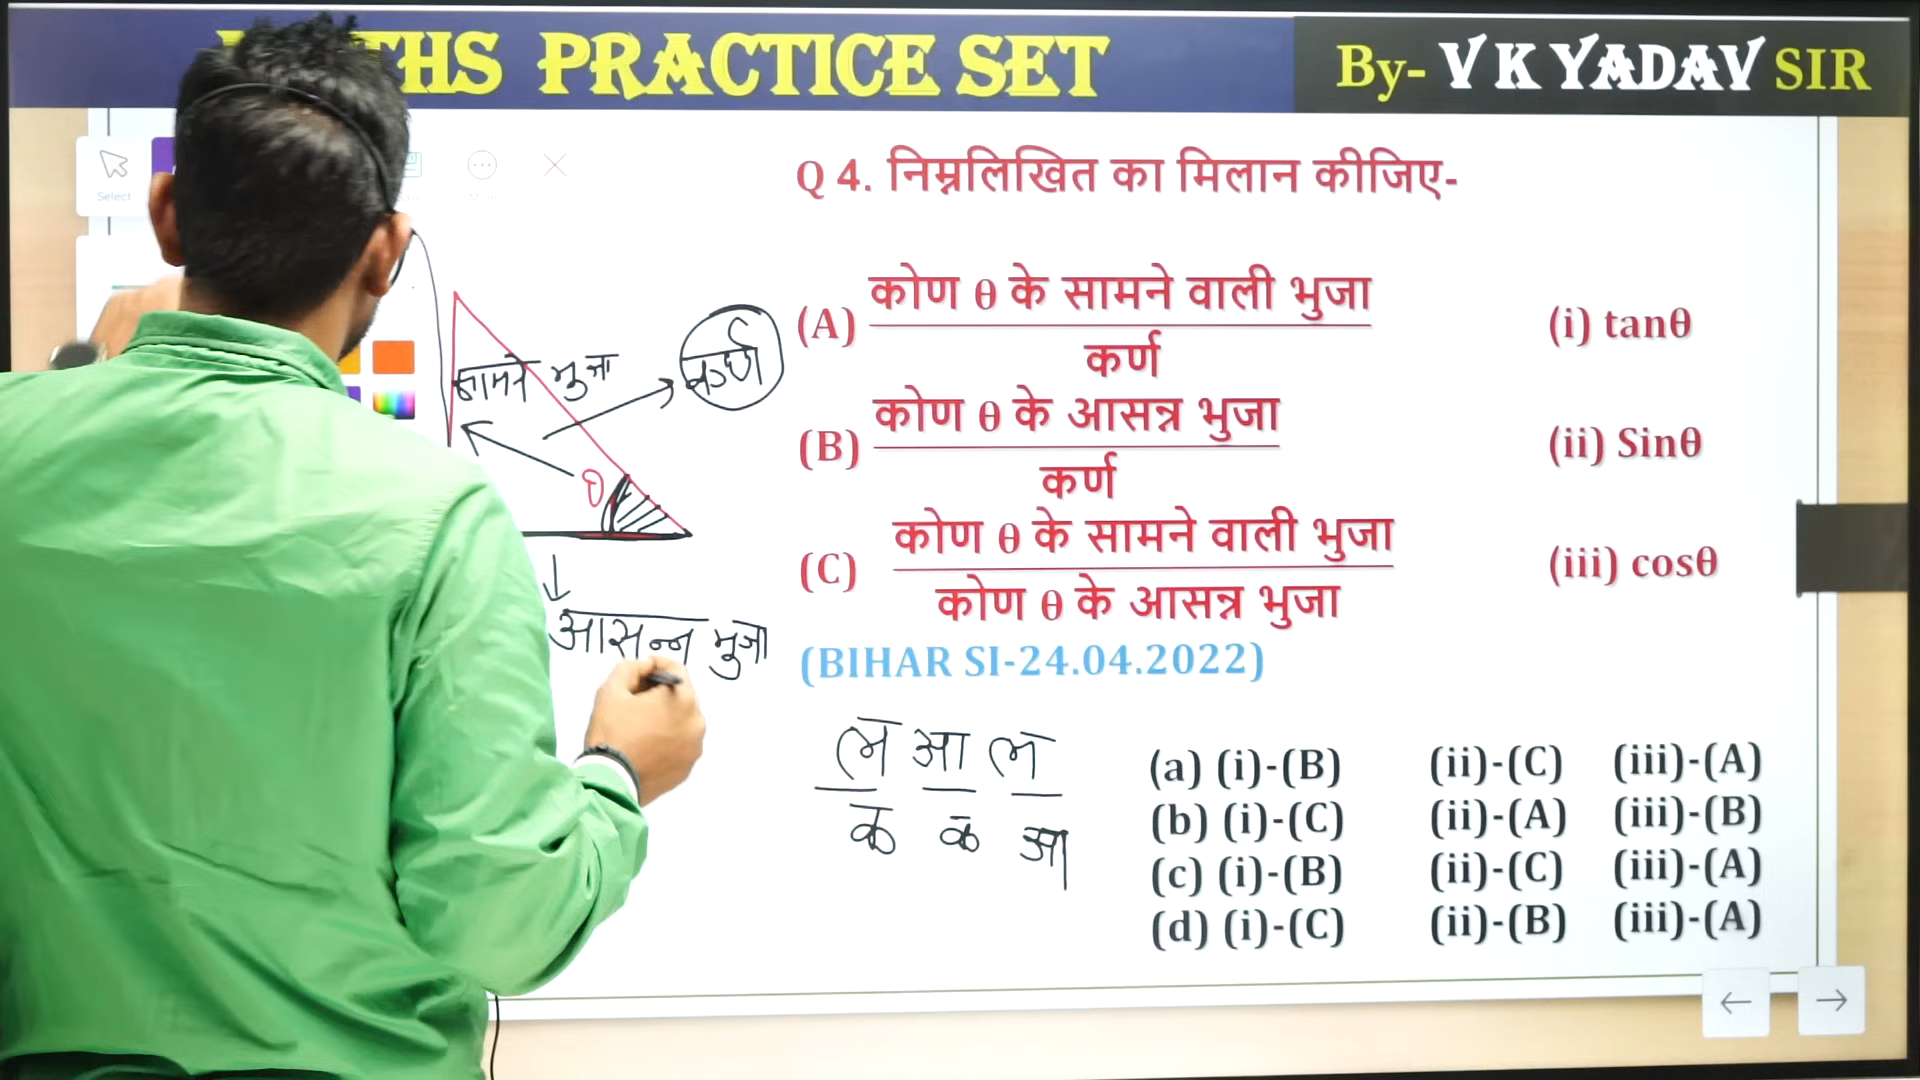 THS PRACTICE SET
By- V K YADAV SIR
Select
Q 4. निम्नलिखित का मिलान कीजिए-
(A) कोण θ के सामने वाली भुजा
कर्ण
(i) tanθ
(B) कोण θ के आसन्न भुजा
कर्ण
(ii) Sinθ
(C) कोण θ के सामने वाली भुजा
कोण θ के आसन्न भुजा
(iii) cosθ
(BIHAR SI-24.04.2022)
सामने भुजा
कर्ण
θ
आसन्न भुजा
ल आ ल
क क आ
(a) (i)-(B) (ii)-(C) (iii)-(A)
(b) (i)-(C) (ii)-(A) (iii)-(B)
(c) (i)-(B) (ii)-(C) (iii)-(A)
(d) (i)-(C) (ii)-(B) (iii)-(A)